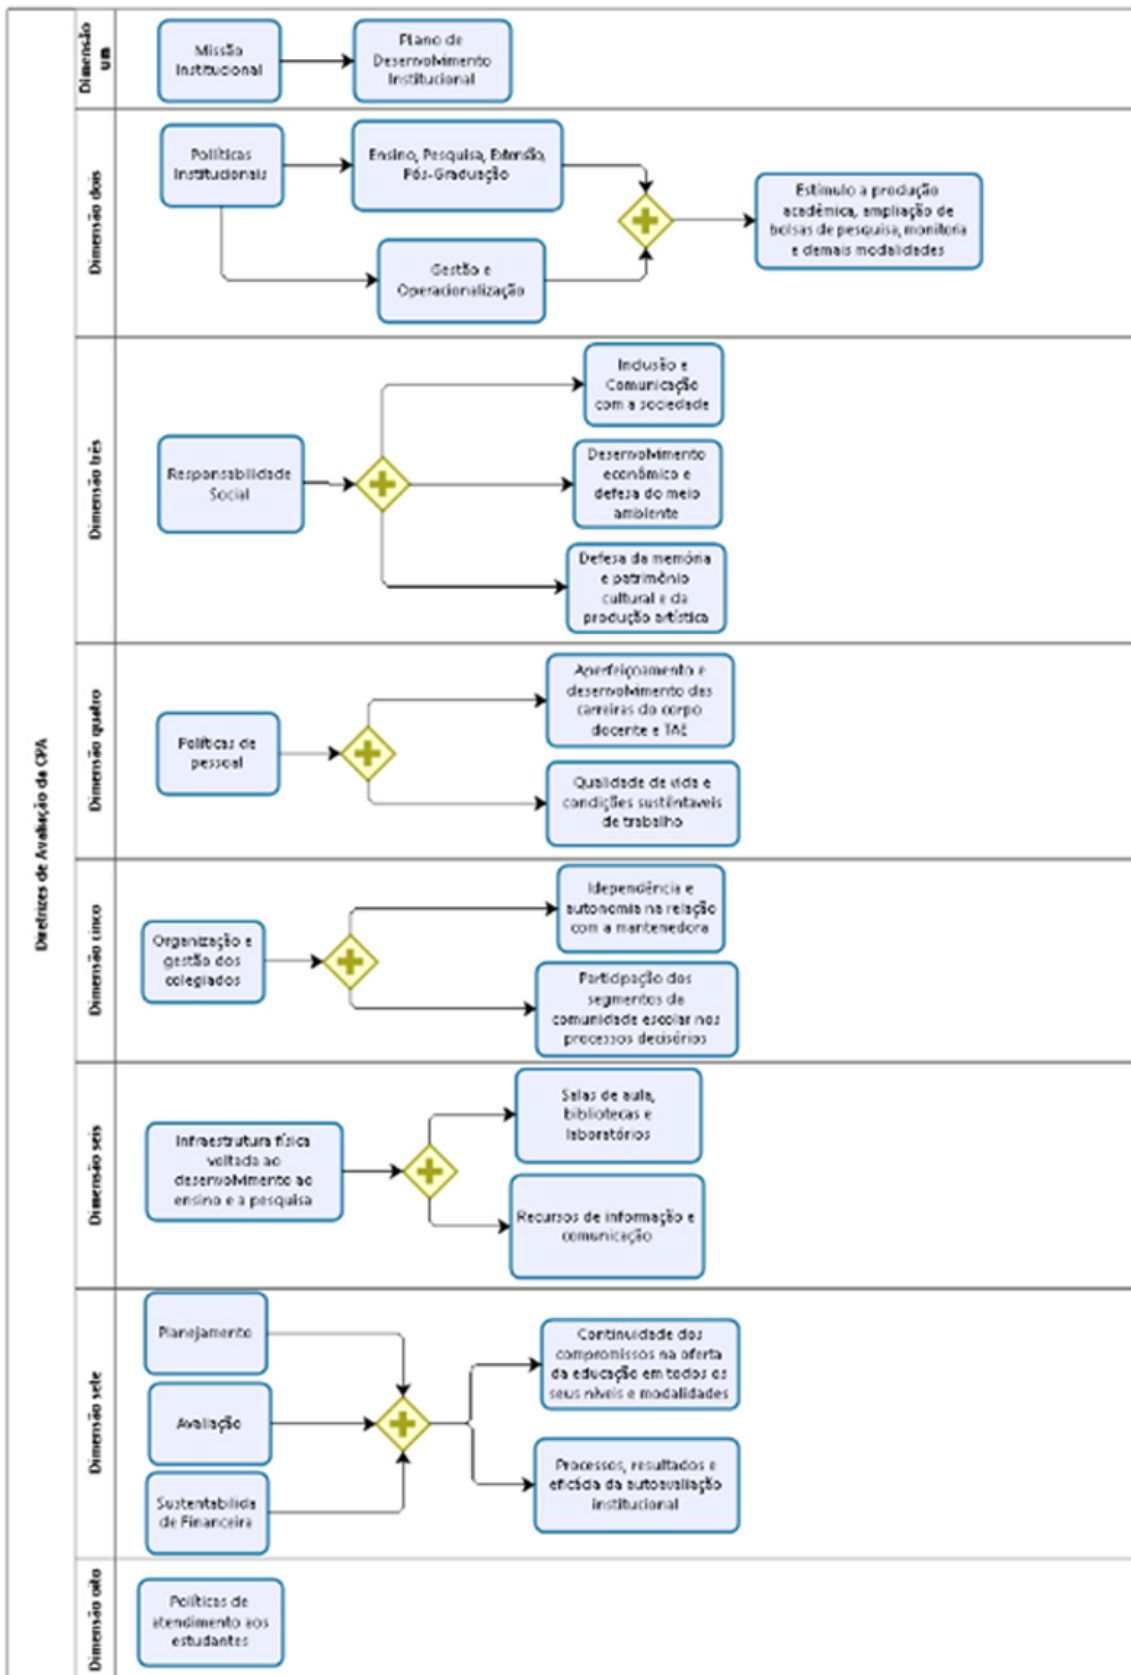 Diretrizes de Avaliação da CPA
Dimensão
um
Missão
Institucional
Plano de
Desenvolvimento
Institucional
Dimensão dois
Políticas
Institucionais
Ensino, Pesquisa, Extensão,
Pós-Graduação
Gestão e
Operacionalização
Estímulo a produção
acadêmica, ampliação de
bolsas de pesquisa, monitoria
e demais modalidades
Dimensão três
Responsabilidade
Social
Inclusão e
Comunicação
com a sociedade
Desenvolvimento
econômico e
defesa do meio
ambiente
Defesa da memória
e patrimônio
cultural e da
produção artística
Dimensão quatro
Políticas de
pessoal
Aperfeiçoamento e
desenvolvimento das
carreiras do corpo
docente e TAE
Qualidade de vida e
condições sustêntaveis
de trabalho
Dimensão cinco
Organização e
gestão dos
colegiados
Idependência e
autonomia na relação
com a mantenedora
Participação dos
segmentos da
comunidade escolar nos
processos decisórios
Dimensão seis
Infraestrutura física
voltada ao
desenvolvimento ao
ensino e a pesquisa
Salas de aula,
bibliotecas e
laboratórios
Recursos de informação e
comunicação
Dimensão sete
Planejamento
Avaliação
Sustentabilida
de Financeira
Continuidade dos
compromissos na oferta
da educação em todos os
seus níveis e modalidades
Processos, resultados e
eficácia da autoavaliação
institucional
Dimensão oito
Políticas de
atendimento aos
estudantes